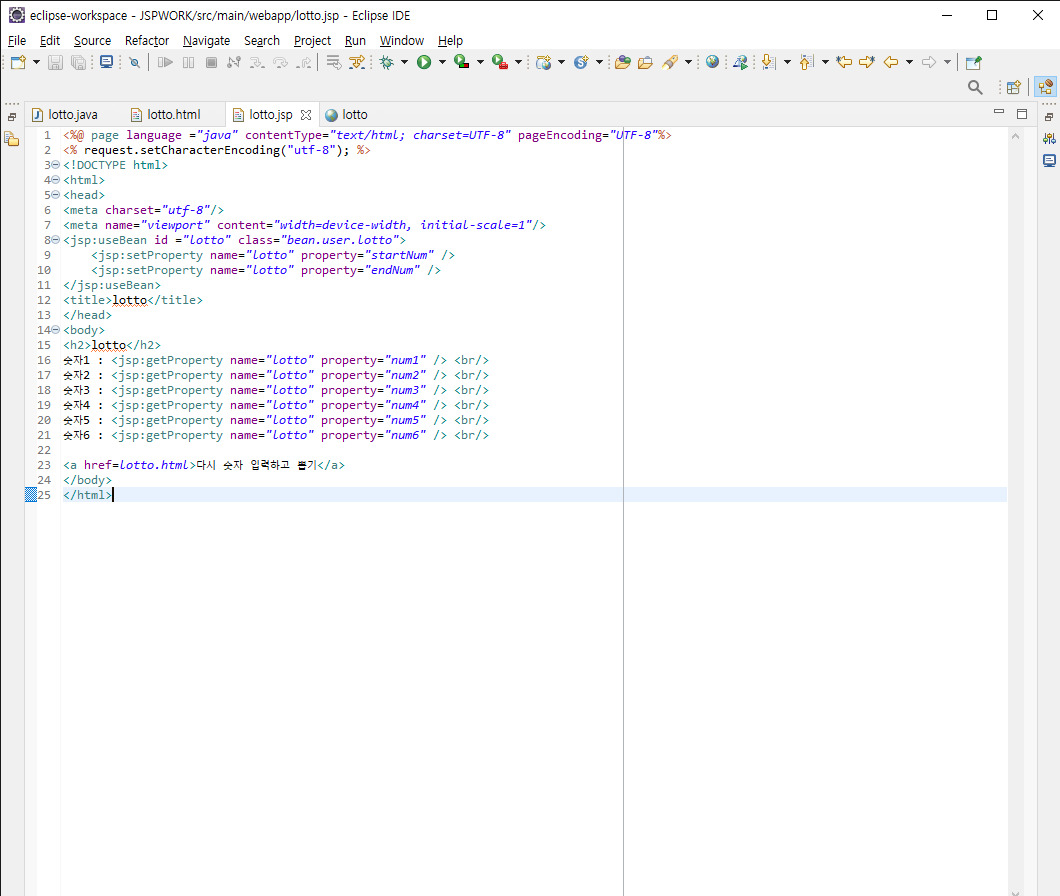 eclipse-workspace - JSPWORK/src/main/webapp/lotto.jsp - Eclipse IDE
File Edit Source Refactor Navigate Search Project Run Window Help
lotto.java lotto.html lotto.jsp lotto
1 <%@ page language ="java" contentType="text/html; charset=UTF-8" pageEncoding="UTF-8"%>
2 <% request.setCharacterEncoding("utf-8"); %>
3 <!DOCTYPE html>
4 <html>
5 <head>
6 <meta charset="utf-8"/>
7 <meta name="viewport" content="width=device-width, initial-scale=1"/>
8 <jsp:useBean id ="lotto" class="bean.user.lotto">
9     <jsp:setProperty name="lotto" property="startNum" />
10     <jsp:setProperty name="lotto" property="endNum" />
11 </jsp:useBean>
12 <title>lotto</title>
13 </head>
14 <body>
15 <h2>lotto</h2>
16 숫자1 : <jsp:getProperty name="lotto" property="num1" /> <br/>
17 숫자2 : <jsp:getProperty name="lotto" property="num2" /> <br/>
18 숫자3 : <jsp:getProperty name="lotto" property="num3" /> <br/>
19 숫자4 : <jsp:getProperty name="lotto" property="num4" /> <br/>
20 숫자5 : <jsp:getProperty name="lotto" property="num5" /> <br/>
21 숫자6 : <jsp:getProperty name="lotto" property="num6" /> <br/>
22
23 <a href=lotto.html>다시 숫자 입력하고 뽑기</a>
24 </body>
25 </html>